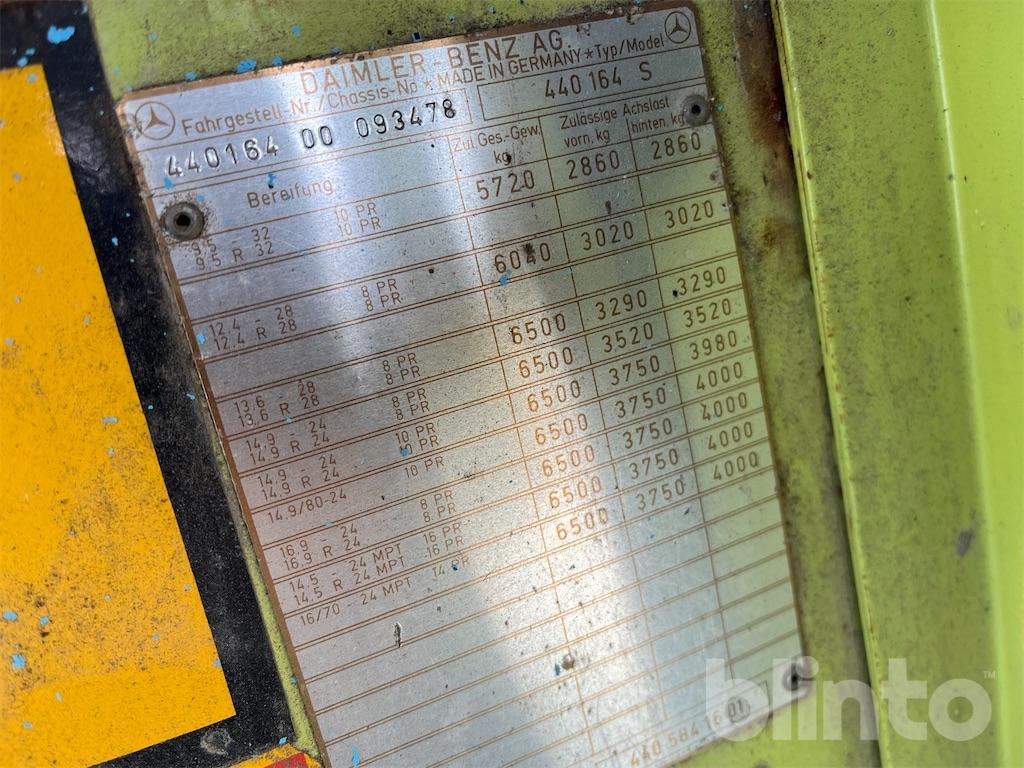 DAIMLER-BENZ AG
Fahrgestell-Nr./Chassis-No * MADE IN GERMANY * Typ/Model
440164 00 093478 440 164 S
Bereifung Zul.Ges-Gew. kg Zulässige Achslast vorn. kg hinten. kg
9.5 - 32 10 PR 5720 2860 2860
9.5 R 32 10 PR
12.4 - 28 8 PR 6040 3020 3020
12.4 R 28 8 PR
13.6 - 28 8 PR 6500 3290 3290
13.6 R 28 8 PR
14.9 - 24 8 PR 6500 3520 3520
14.9 R 24 8 PR
14.9 - 24 10 PR 6500 3750 3980
14.9 R 24 10 PR
14.9/80-24 10 PR 6500 3750 4000
16.9 - 24 8 PR 6500 3750 4000
16.9 R 24 8 PR
14.5 - 24 MPT 16 PR 6500 3750 4000
14.5 R 24 MPT 16 PR
16/70 - 24 MPT 14 PR 6500 3750 4000
440 584 16 01
blinto™